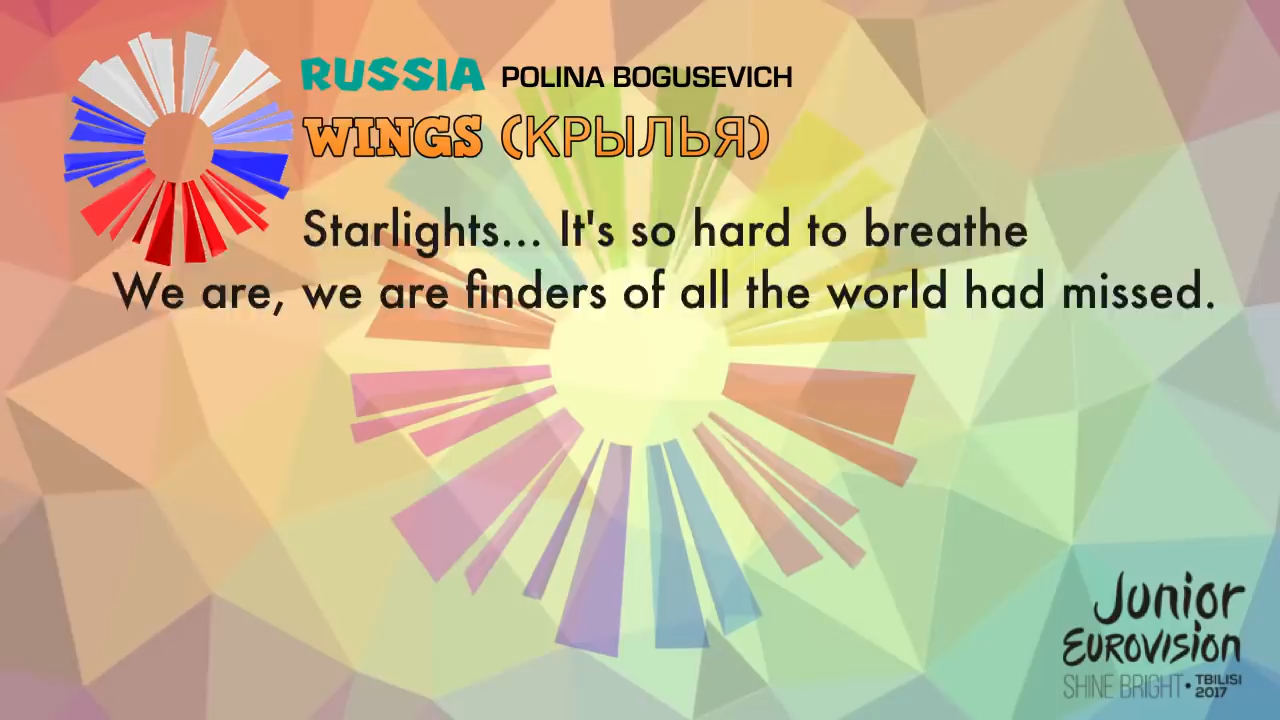 RUSSIA POLINA BOGUSEVICH
WINGS (КРЫЛЬЯ)
Starlights... It's so hard to breathe
We are, we are finders of all the world had missed.
Junior
EUROVISION
SHINE BRIGHT • TBILISI 2017